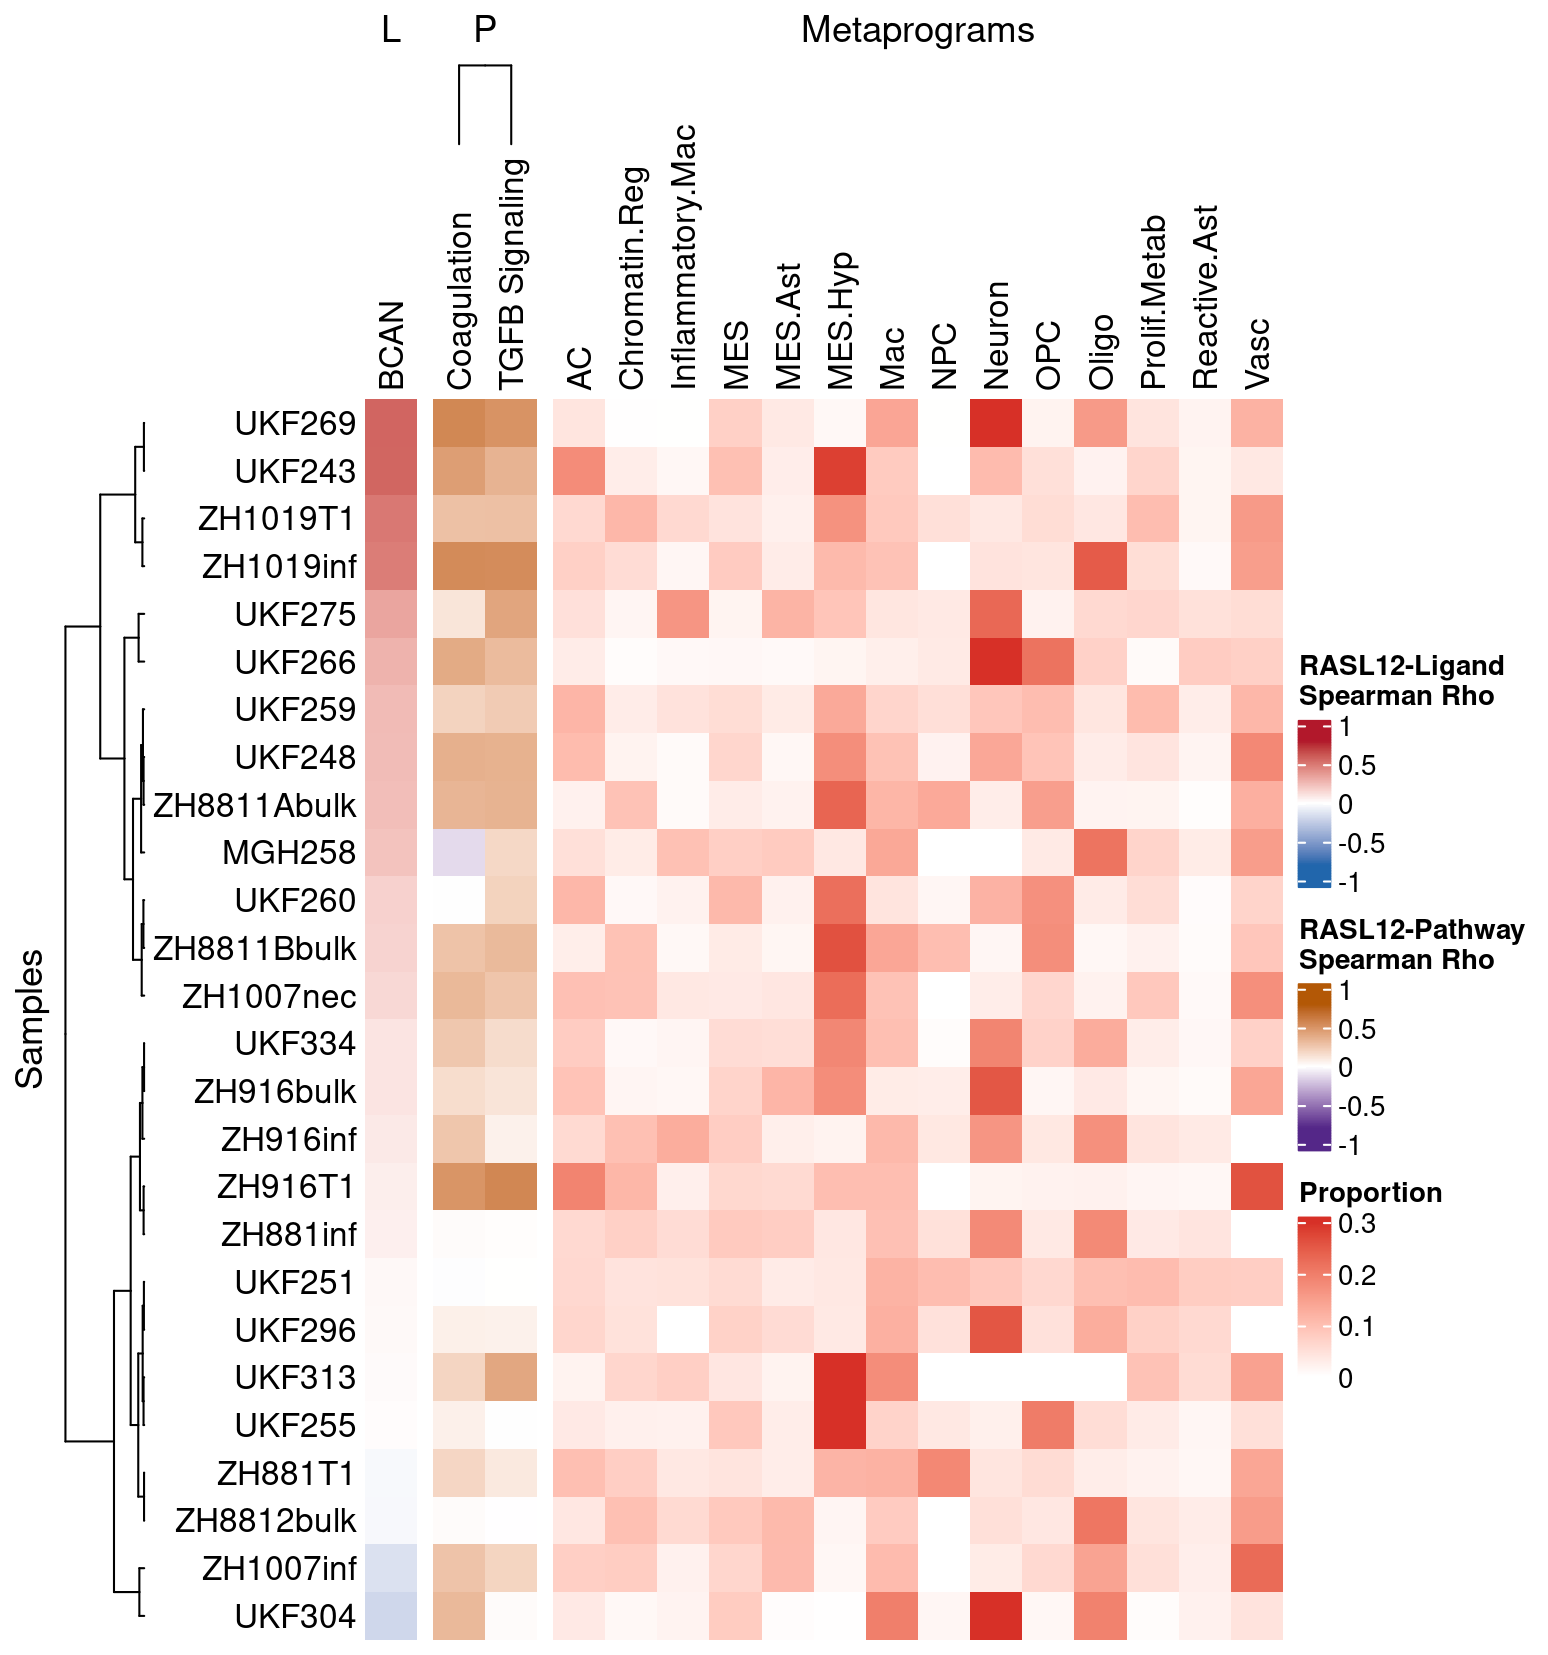 L
P
Metaprograms
BCAN
Coagulation
TGFB Signaling
AC
Chromatin.Reg
Inflammatory.Mac
MES
MES.Ast
MES.Hyp
Mac
NPC
Neuron
OPC
Oligo
Prolif.Metab
Reactive.Ast
Vasc
Samples
UKF269
UKF243
ZH1019T1
ZH1019inf
UKF275
UKF266
UKF259
UKF248
ZH8811Abulk
MGH258
UKF260
ZH8811Bbulk
ZH1007nec
UKF334
ZH916bulk
ZH916inf
ZH916T1
ZH881inf
UKF251
UKF296
UKF313
UKF255
ZH881T1
ZH8812bulk
ZH1007inf
UKF304
RASL12-Ligand
Spearman Rho
1
0.5
0
-0.5
-1
RASL12-Pathway
Spearman Rho
1
0.5
0
-0.5
-1
Proportion
0.3
0.2
0.1
0